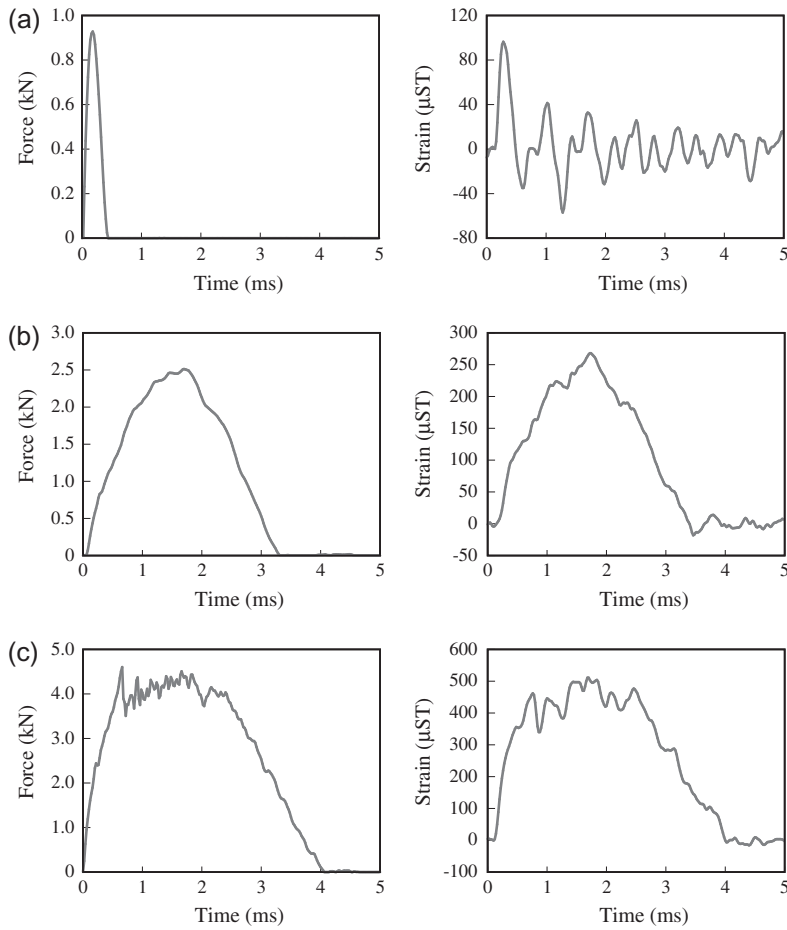 (a)
1.0
0.8
0.6
0.4
0.2
0
Force (kN)
0 1 2 3 4 5
Time (ms)
120
80
40
0
-40
-80
Strain (μST)
0 1 2 3 4 5
Time (ms)
(b)
3.0
2.5
2.0
1.5
1.0
0.5
0
Force (kN)
0 1 2 3 4 5
Time (ms)
300
250
200
150
100
50
0
-50
Strain (μST)
0 1 2 3 4 5
Time (ms)
(c)
5.0
4.0
3.0
2.0
1.0
0
Force (kN)
0 1 2 3 4 5
Time (ms)
600
500
400
300
200
100
0
-100
Strain (μST)
0 1 2 3 4 5
Time (ms)